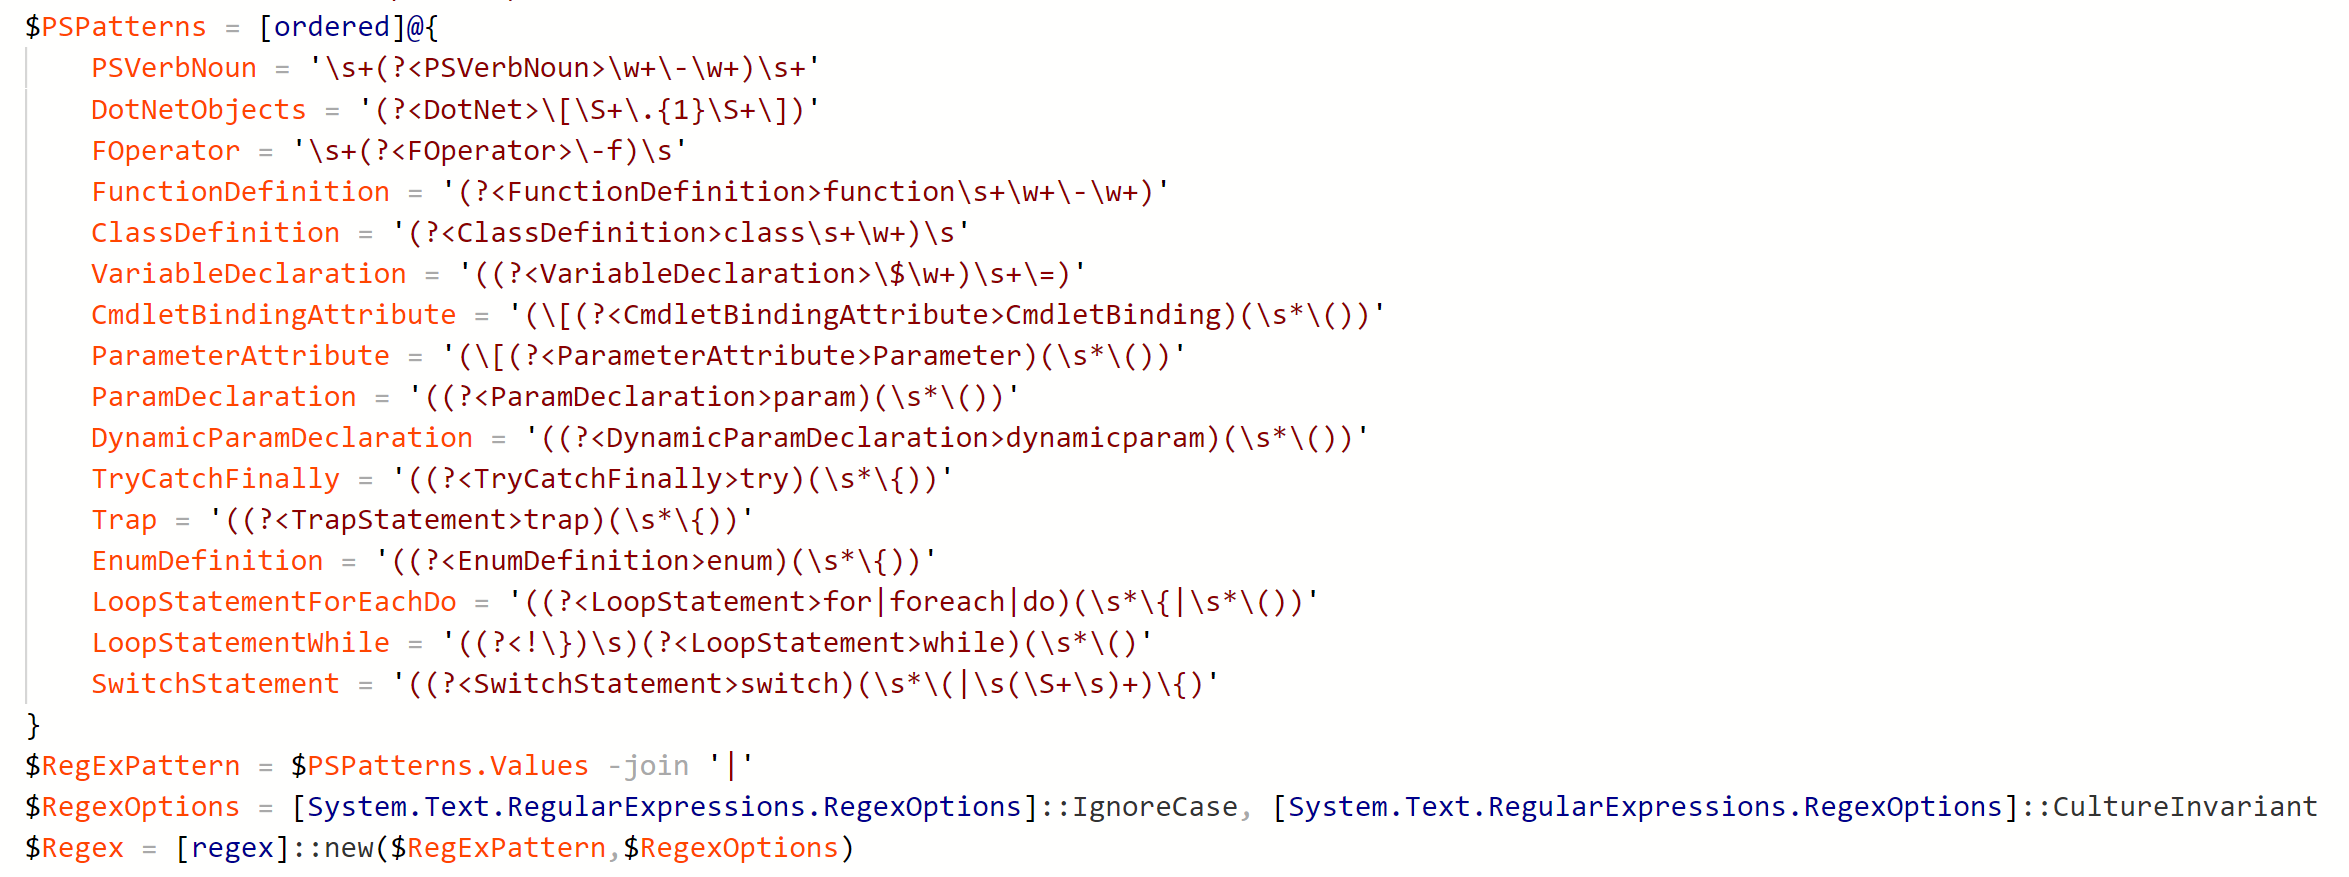 $PSPatterns = [ordered]@{
    PSVerbNoun = '\s+(?<PSVerbNoun>\w+\-\w+)\s+'
    DotNetObjects = '(?<DotNet>\[\S+\.{1}\S+\])'
    FOperator = '\s+(?<FOperator>\-f)\s'
    FunctionDefinition = '(?<FunctionDefinition>function\s+\w+\-\w+)'
    ClassDefinition = '(?<ClassDefinition>class\s+\w+)\s'
    VariableDeclaration = '((?<VariableDeclaration>\$\w+)\s+\=)'
    CmdletBindingAttribute = '(\[(?<CmdletBindingAttribute>CmdletBinding)(\s*\())'
    ParameterAttribute = '(\[(?<ParameterAttribute>Parameter)(\s*\())'
    ParamDeclaration = '((?<ParamDeclaration>param)(\s*\())'
    DynamicParamDeclaration = '((?<DynamicParamDeclaration>dynamicparam)(\s*\())'
    TryCatchFinally = '((?<TryCatchFinally>try)(\s*\{))'
    Trap = '((?<TrapStatement>trap)(\s*\{))'
    EnumDefinition = '((?<EnumDefinition>enum)(\s*\{))'
    LoopStatementForEachDo = '((?<LoopStatement>for|foreach|do)(\s*\{|\s*\())'
    LoopStatementWhile = '((?<!\})\s)(?<LoopStatement>while)(\s*\()'
    SwitchStatement = '((?<SwitchStatement>switch)(\s*\(|\s(\S+\s)+)\{)'
}
$RegExPattern = $PSPatterns.Values -join '|'
$RegexOptions = [System.Text.RegularExpressions.RegexOptions]::IgnoreCase, [System.Text.RegularExpressions.RegexOptions]::CultureInvariant
$Regex = [regex]::new($RegExPattern,$RegexOptions)